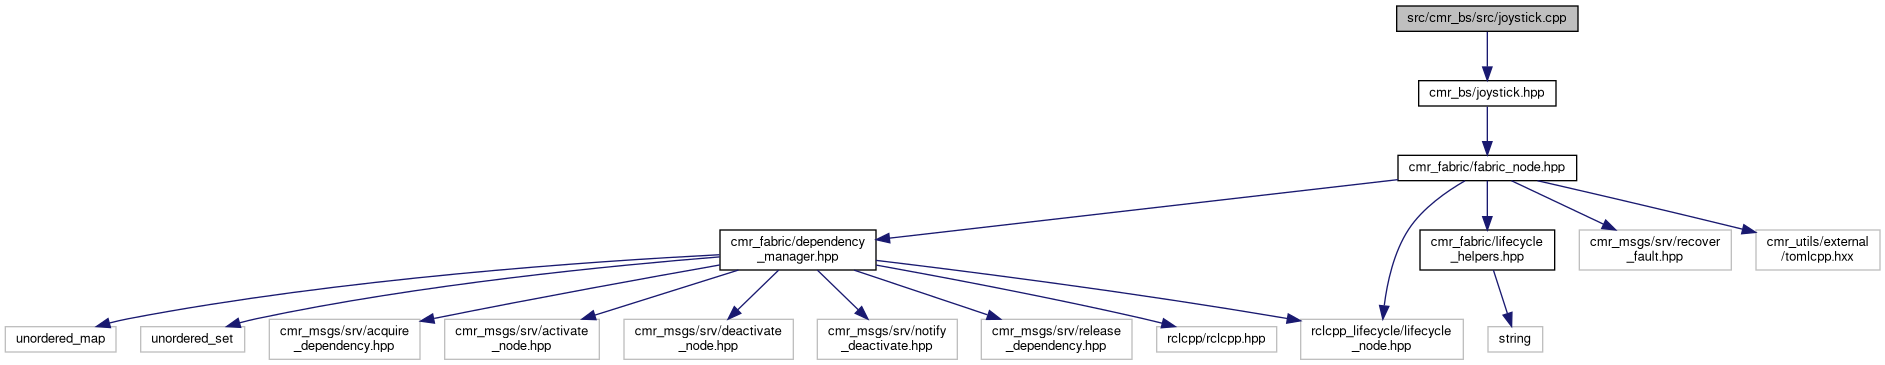 src/cmr_bs/src/joystick.cpp
cmr_bs/joystick.hpp
cmr_fabric/fabric_node.hpp
cmr_fabric/dependency
_manager.hpp
cmr_fabric/lifecycle
_helpers.hpp
cmr_msgs/srv/recover
_fault.hpp
cmr_utils/external
/tomlcpp.hxx
unordered_map
unordered_set
cmr_msgs/srv/acquire
_dependency.hpp
cmr_msgs/srv/activate
_node.hpp
cmr_msgs/srv/deactivate
_node.hpp
cmr_msgs/srv/notify
_deactivate.hpp
cmr_msgs/srv/release
_dependency.hpp
rclcpp/rclcpp.hpp
rclcpp_lifecycle/lifecycle
_node.hpp
string